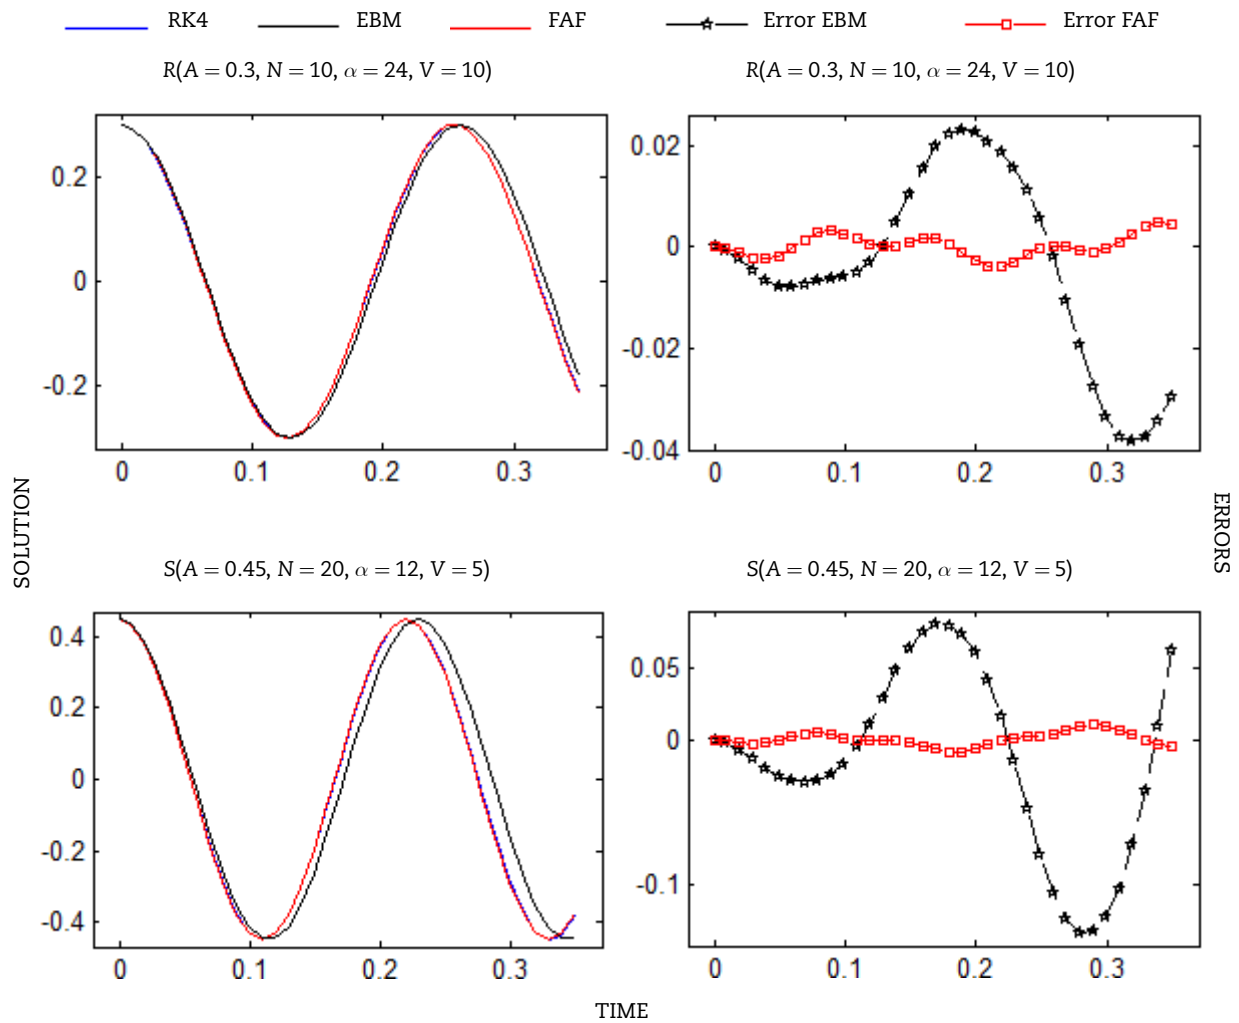 RK4 EBM FAF Error EBM Error FAF
R(A = 0.3, N = 10, α = 24, V = 10)
R(A = 0.3, N = 10, α = 24, V = 10)
0.2
0
-0.2
0 0.1 0.2 0.3
0.02
0
-0.02
-0.04
0 0.1 0.2 0.3
SOLUTION
ERRORS
S(A = 0.45, N = 20, α = 12, V = 5)
S(A = 0.45, N = 20, α = 12, V = 5)
0.4
0.2
0
-0.2
-0.4
0 0.1 0.2 0.3
0.05
0
-0.1
0 0.1 0.2 0.3
TIME